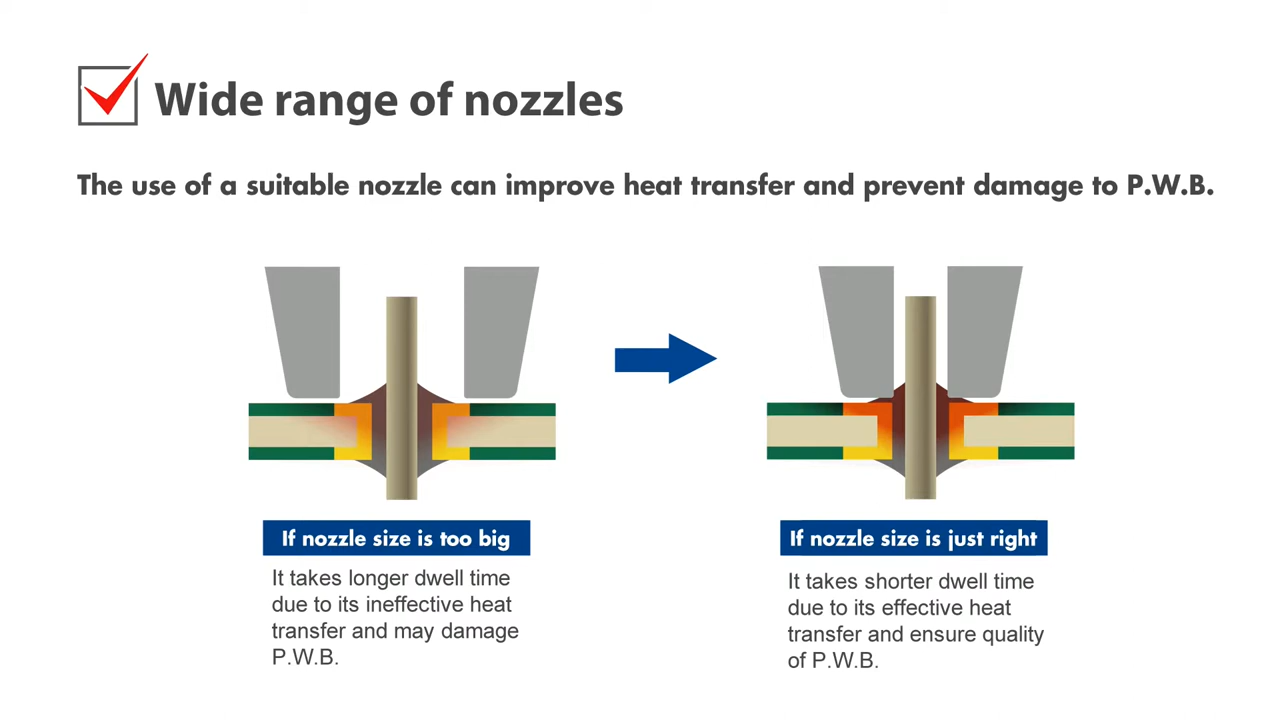 Wide range of nozzles
The use of a suitable nozzle can improve heat transfer and prevent damage to P.W.B.
If nozzle size is too big
It takes longer dwell time
due to its ineffective heat
transfer and may damage
P.W.B.
If nozzle size is just right
It takes shorter dwell time
due to its effective heat
transfer and ensure quality
of P.W.B.